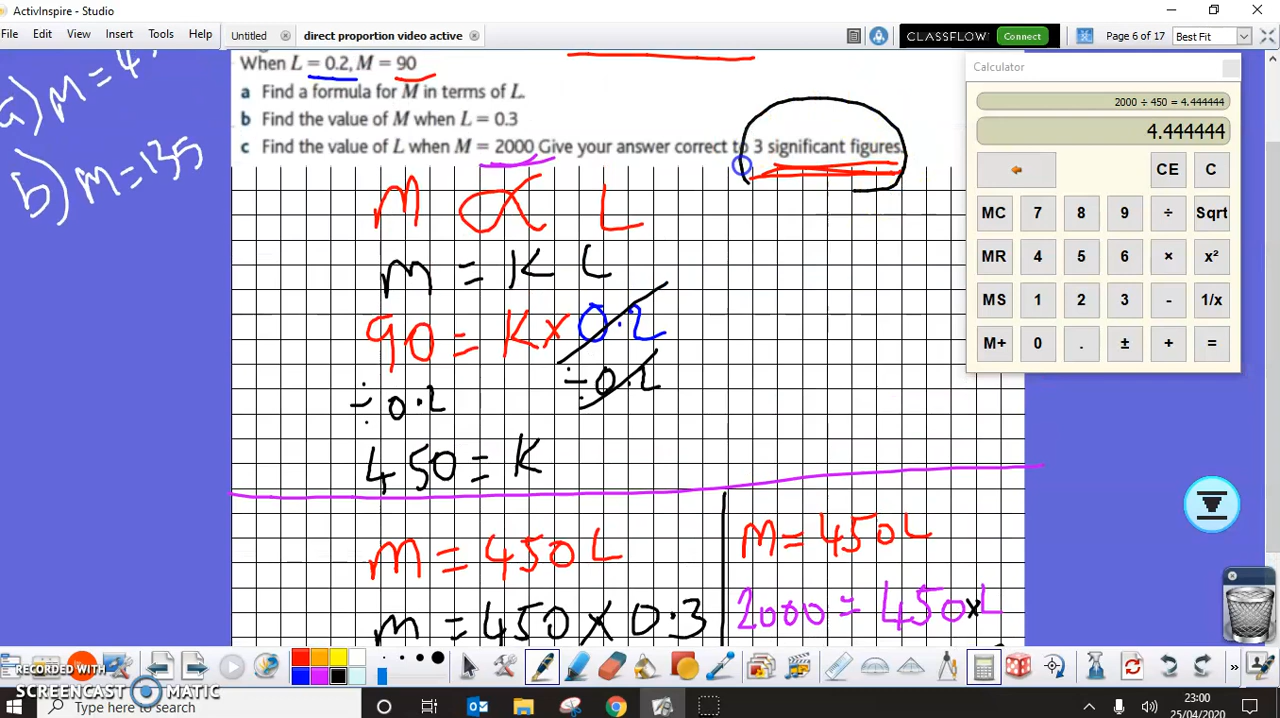 ActivInspire - Studio
File Edit View Insert Tools Help
Untitled
direct proportion video active
CLASSFLOW
Connect
Page 6 of 17
Best Fit
When L = 0.2, M = 90
a Find a formula for M in terms of L.
b Find the value of M when L = 0.3
c Find the value of L when M = 2000 Give your answer correct to 3 significant figures.
a) M = 4
b) M = 135
M ∝ L
M = K L
90 = K × 0.2
÷ 0.2 ÷ 0.2
450 = K
M = 450 L
M = 450 × 0.3
M = 450 L
2000 = 450 × L
Calculator
2000 ÷ 450 = 4.444444
4.444444
CE C
MC 7 8 9 ÷ Sqrt
MR 4 5 6 × x²
MS 1 2 3 - 1/x
M+ 0 . ± + =
RECORDED WITH
SCREENCAST MATIC
Type here to search
23:00
25/04/2020